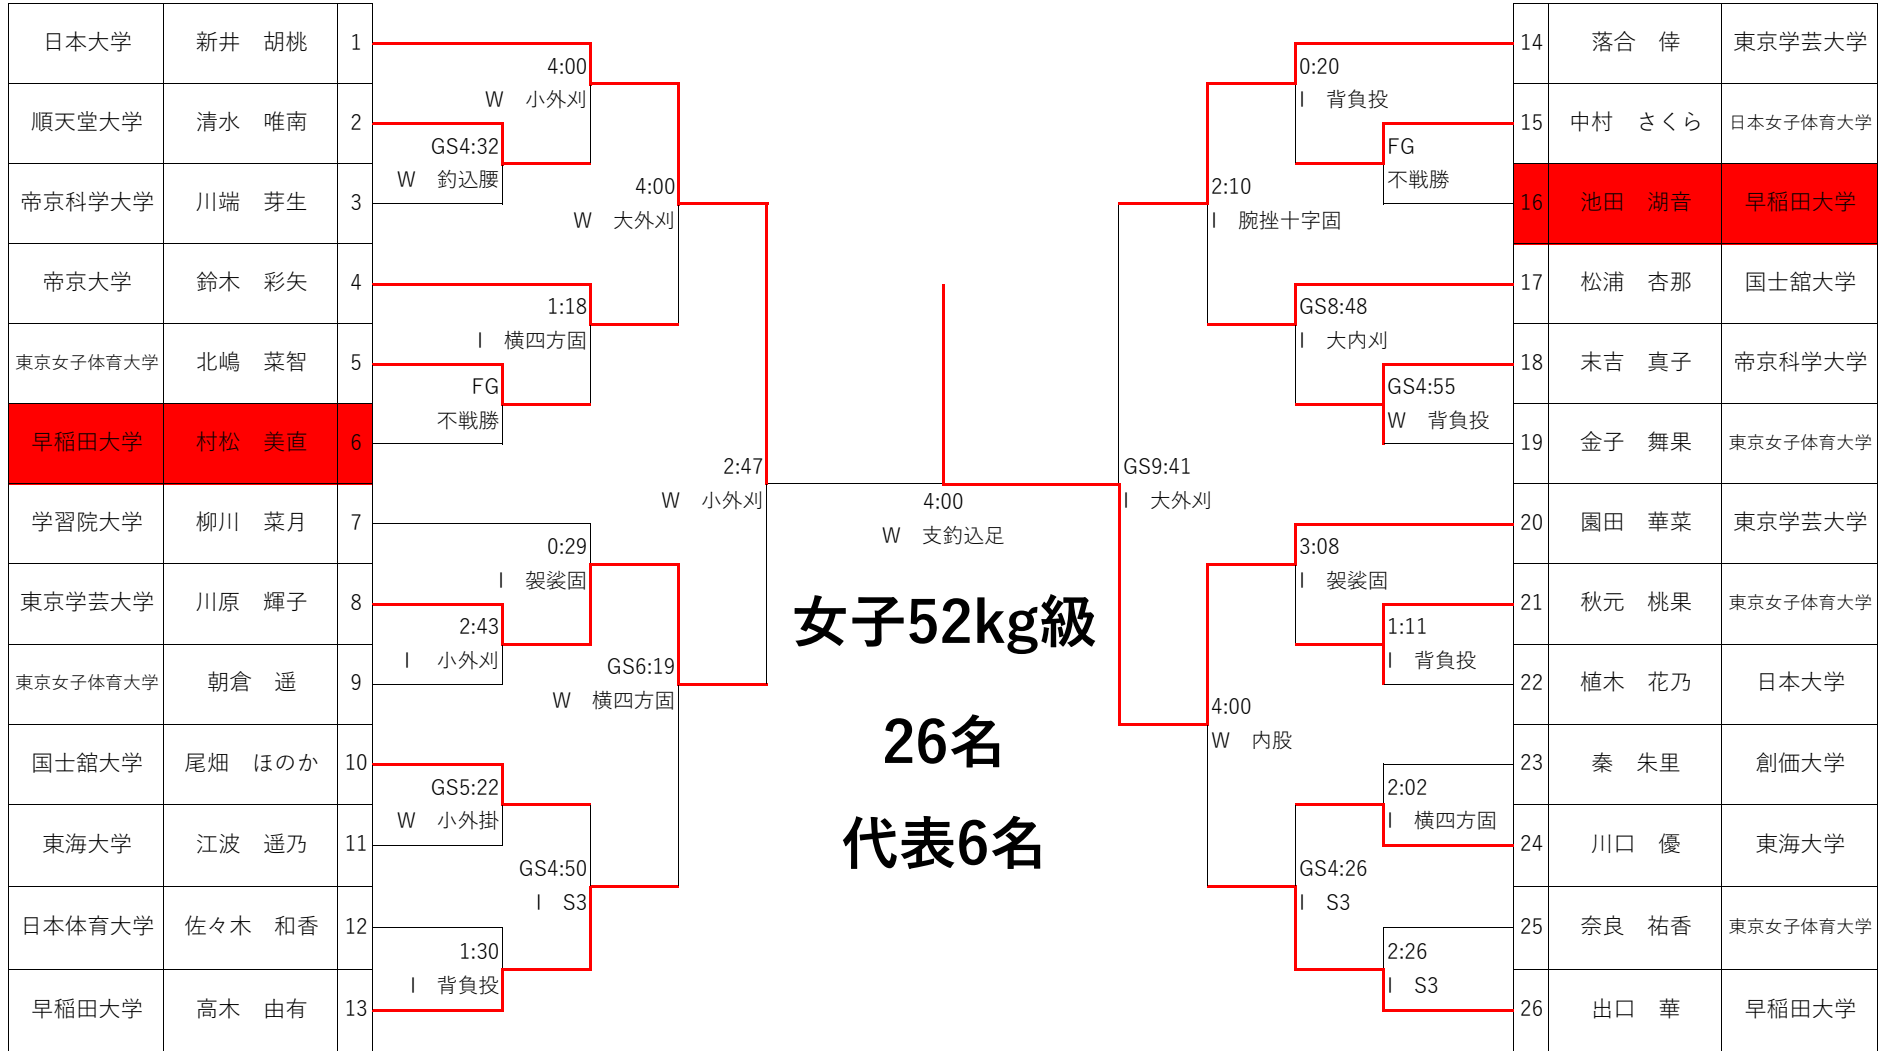 日本大学 新井 胡桃 1
順天堂大学 清水 唯南 2
帝京科学大学 川端 芽生 3
帝京大学 鈴木 彩矢 4
東京女子体育大学 北嶋 菜智 5
早稲田大学 村松 美直 6
学習院大学 柳川 菜月 7
東京学芸大学 川原 輝子 8
東京女子体育大学 朝倉 遥 9
国士舘大学 尾畑 ほのか 10
東海大学 江波 遥乃 11
日本体育大学 佐々木 和香 12
早稲田大学 高木 由有 13
4:00
W 小外刈
GS4:32
W 釣込腰
1:18
I 横四方固
FG
不戦勝
0:29
I 袈裟固
2:43
I 小外刈
GS5:22
W 小外掛
GS4:50
I S3
1:30
I 背負投
4:00
W 大外刈
GS6:19
W 横四方固
2:47
W 小外刈
4:00
W 支釣込足
女子52kg級
26名
代表6名
GS9:41
I 大外刈
2:10
I 腕挫十字固
4:00
W 内股
0:20
I 背負投
FG
不戦勝
GS8:48
I 大内刈
GS4:55
W 背負投
3:08
I 袈裟固
1:11
I 背負投
2:02
I 横四方固
GS4:26
I S3
2:26
I S3
14 落合 倖 東京学芸大学
15 中村 さくら 日本女子体育大学
16 池田 湖音 早稲田大学
17 松浦 杏那 国士舘大学
18 末吉 真子 帝京科学大学
19 金子 舞果 東京女子体育大学
20 園田 華菜 東京学芸大学
21 秋元 桃果 東京女子体育大学
22 植木 花乃 日本大学
23 秦 朱里 創価大学
24 川口 優 東海大学
25 奈良 祐香 東京女子体育大学
26 出口 華 早稲田大学